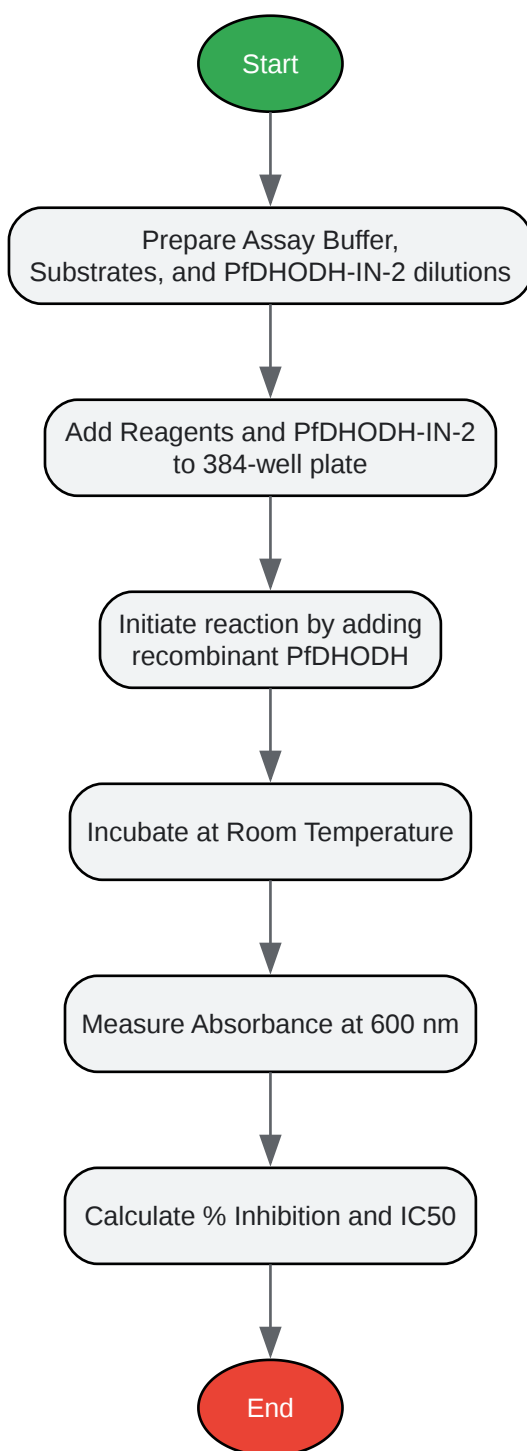 Start
Prepare Assay Buffer,
Substrates, and PfDHODH-IN-2 dilutions
Add Reagents and PfDHODH-IN-2
to 384-well plate
Initiate reaction by adding
recombinant PfDHODH
Incubate at Room Temperature
Measure Absorbance at 600 nm
Calculate % Inhibition and IC50
End